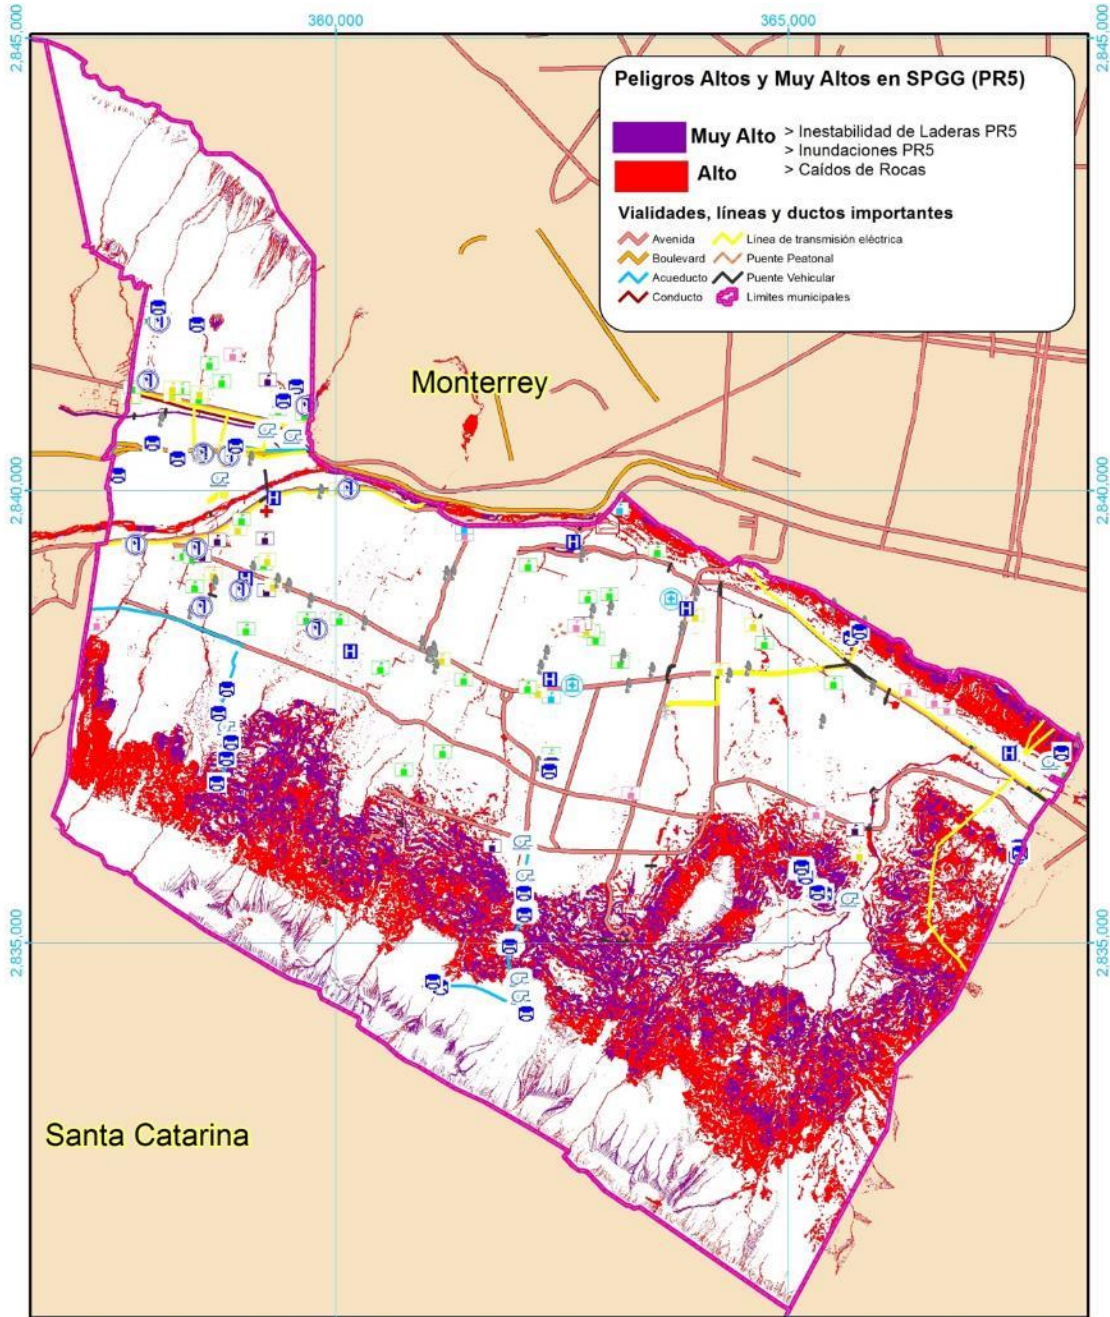 360,000
365,000
2,845,000
2,845,000
Peligros Altos y Muy Altos en SPGG (PR5)
Muy Alto
> Inestabilidad de Laderas PR5
> Inundaciones PR5
Alto
> Caídos de Rocas
Vialidades, líneas y ductos importantes
Avenida
Línea de transmisión eléctrica
Boulevard
Puente Peatonal
Acueducto
Puente Vehicular
Conducto
Limites municipales
Monterrey
2,840,000
2,840,000
H
H
H
H
H
H
H
2,835,000
2,835,000
Santa Catarina